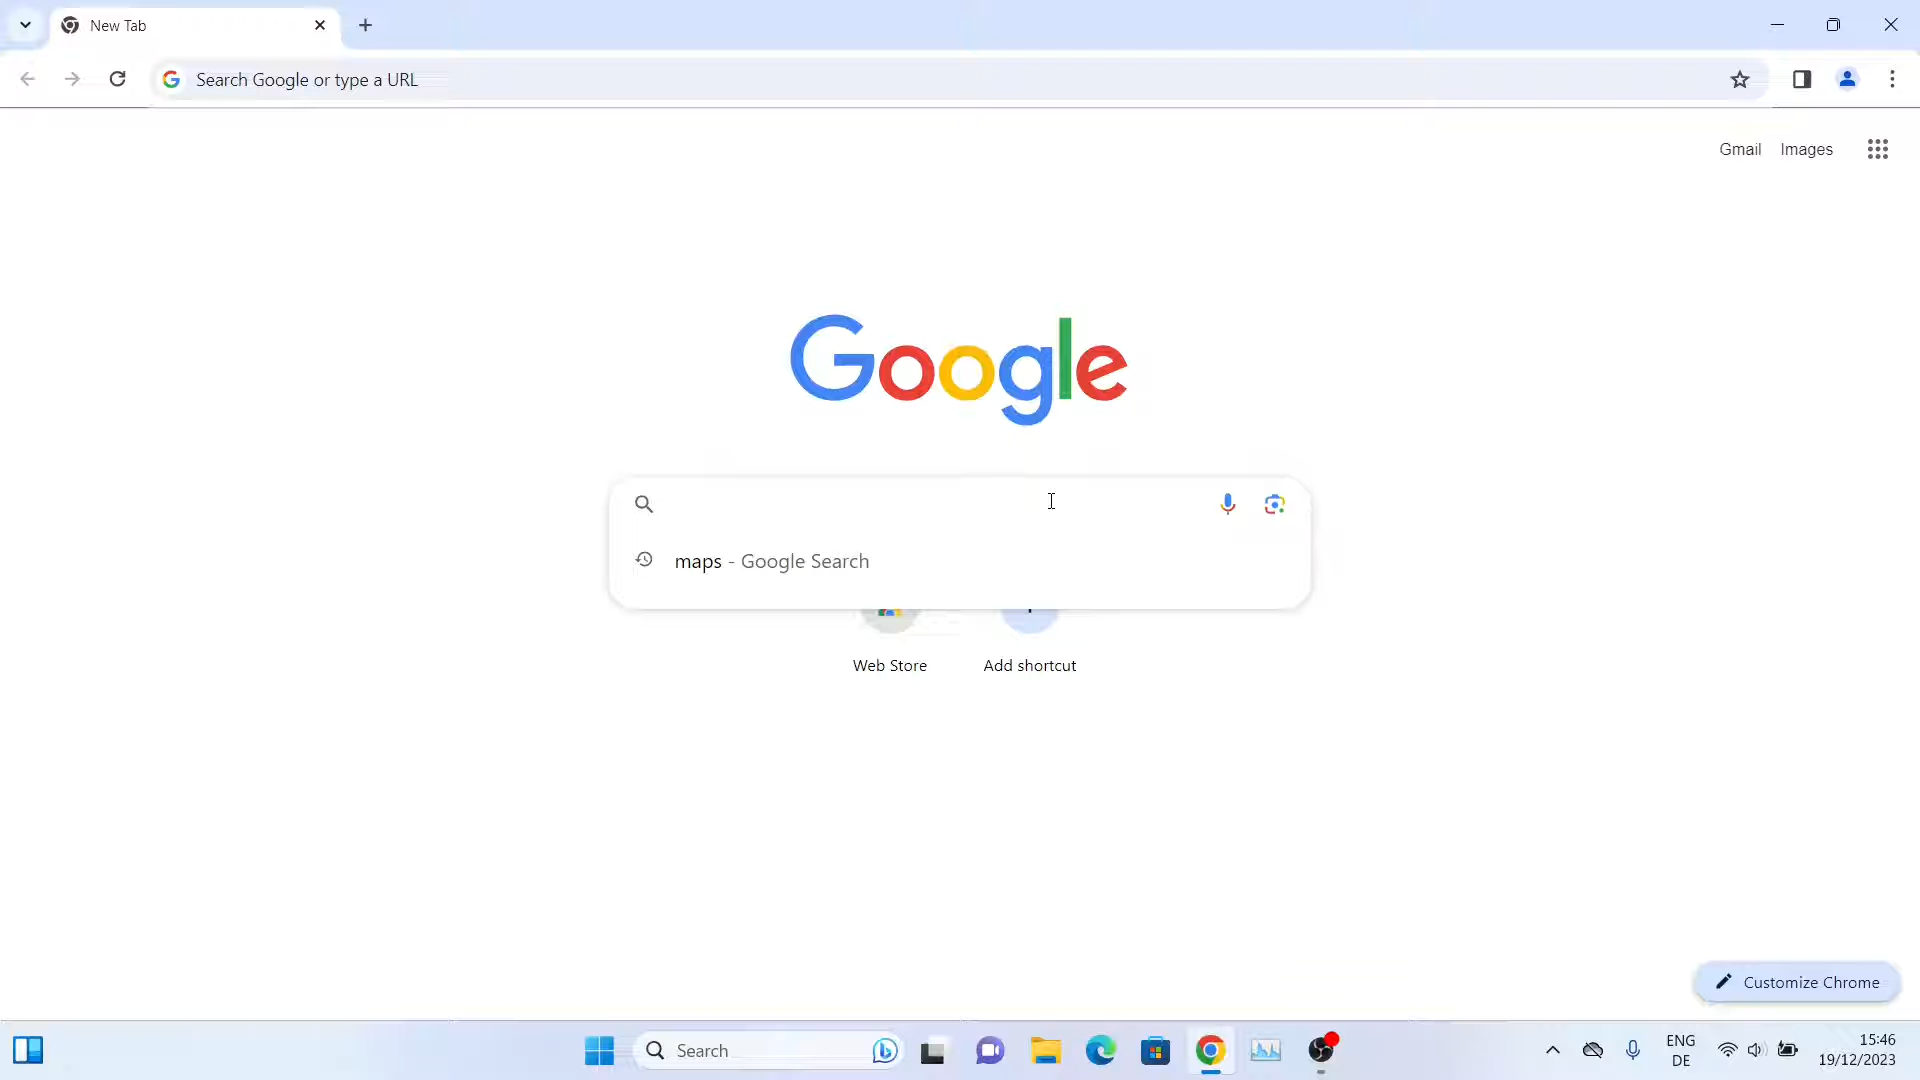 New Tab
Search Google or type a URL
Gmail Images
Google
maps - Google Search
Web Store Add shortcut
Customize Chrome
Search
ENG 15:46
DE 19/12/2023